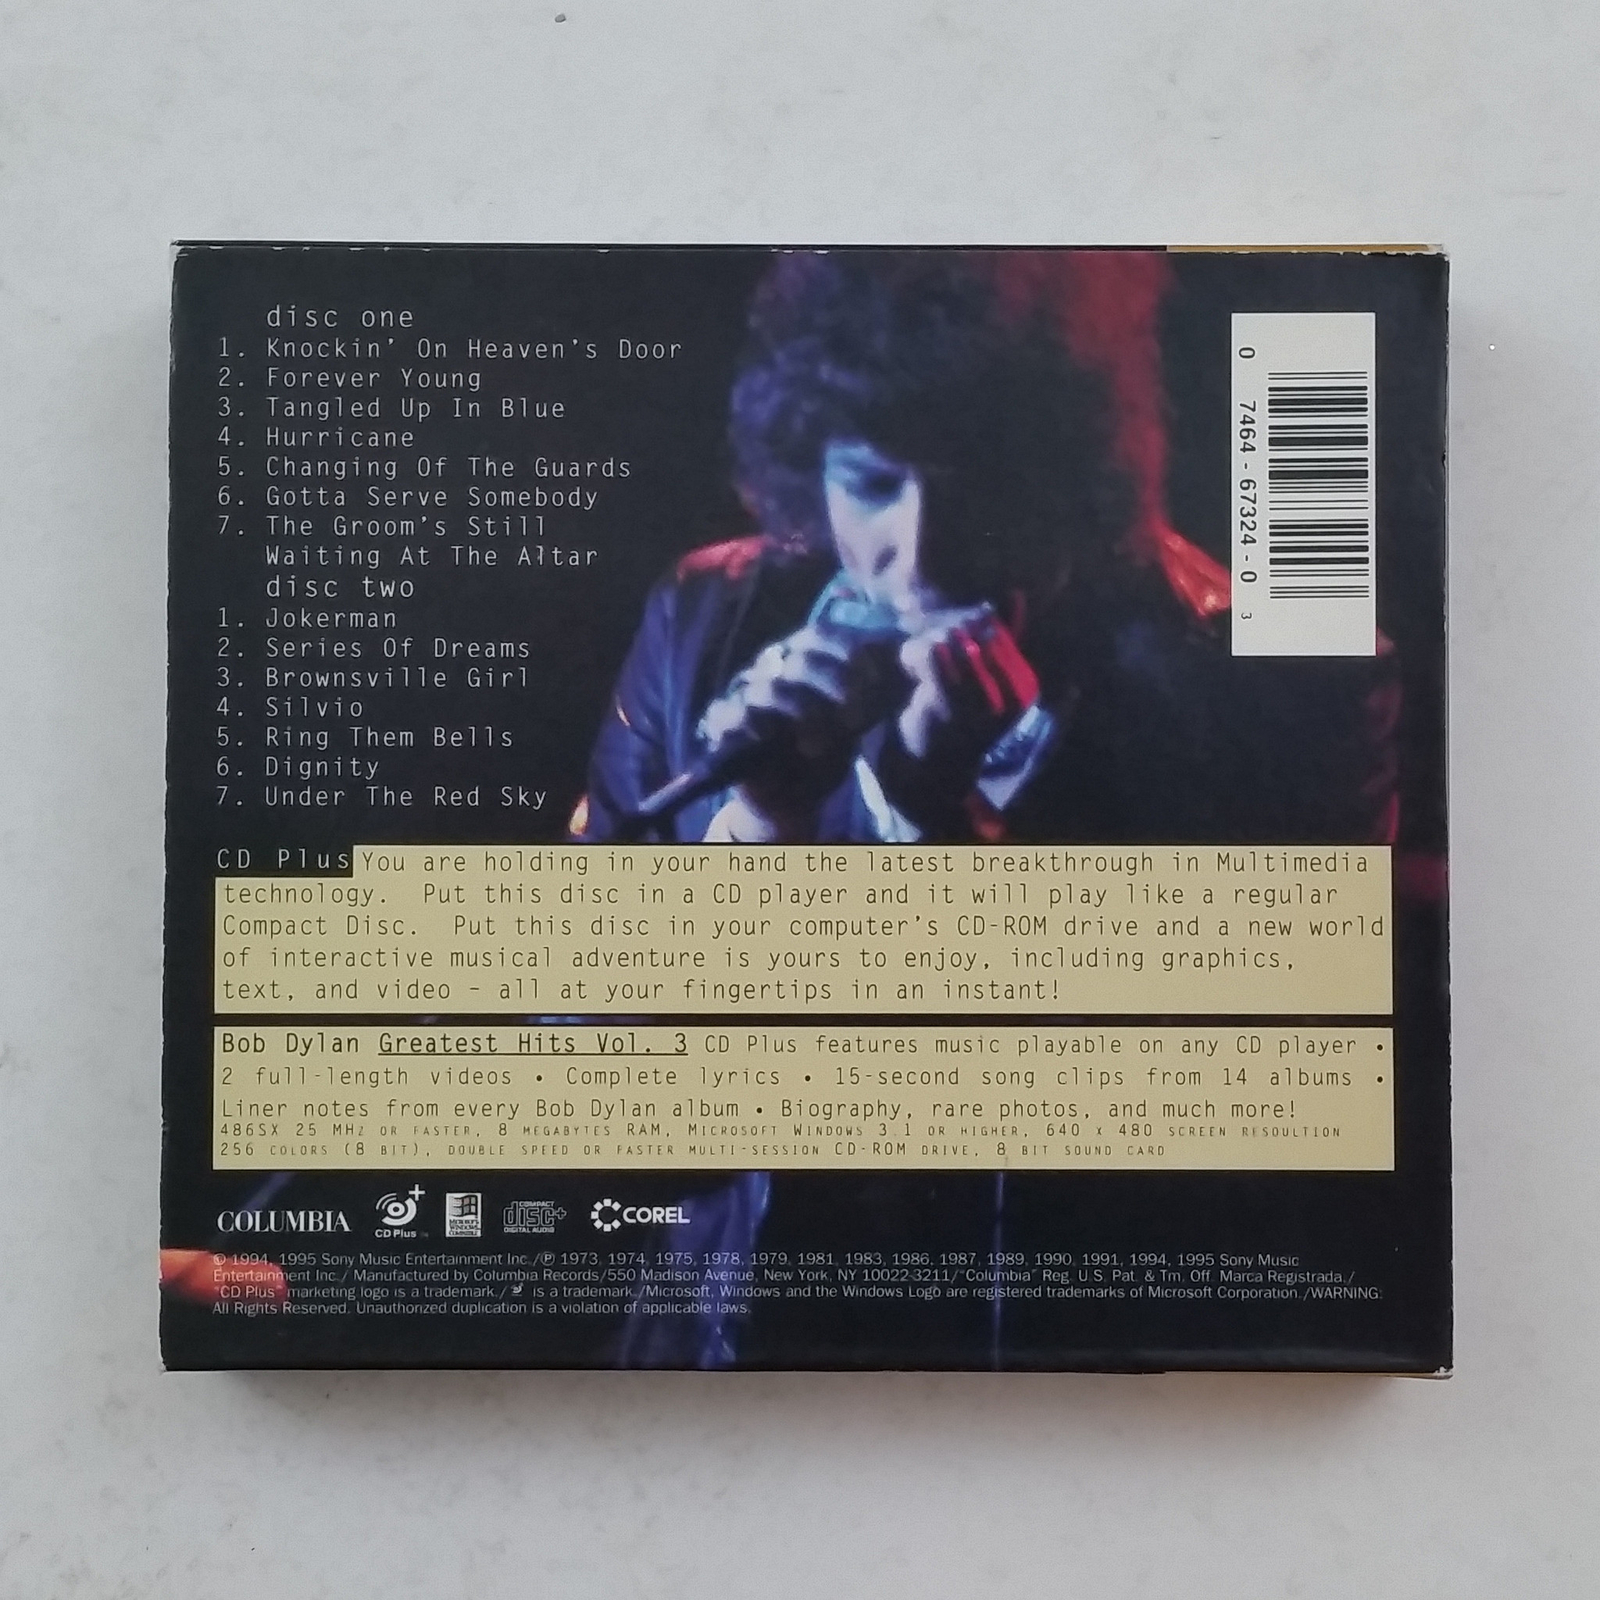 disc one
1. Knockin' On Heaven's Door
2. Forever Young
3. Tangled Up In Blue
4. Hurricane
5. Changing Of The Guards
6. Gotta Serve Somebody
7. The Groom's Still
Waiting At The Altar
disc two
1. Jokerman
2. Series Of Dreams
3. Brownsville Girl
4. Silvio
5. Ring Them Bells
6. Dignity
7. Under The Red Sky
0 7464-67324-0 3
CD Plus You are holding in your hand the latest breakthrough in Multimedia
technology. Put this disc in a CD player and it will play like a regular
Compact Disc. Put this disc in your computer's CD-ROM drive and a new world
of interactive musical adventure is yours to enjoy, including graphics,
text, and video - all at your fingertips in an instant!
Bob Dylan Greatest Hits Vol. 3 CD Plus features music playable on any CD player •
2 full-length videos • Complete lyrics • 15-second song clips from 14 albums •
Liner notes from every Bob Dylan album • Biography, rare photos, and much more!
486SX 25 MHz OR FASTER, 8 MEGABYTES RAM, MICROSOFT WINDOWS 3.1 OR HIGHER, 640 x 480 SCREEN RESOULTION
256 COLORS (8 BIT), DOUBLE SPEED OR FASTER MULTI-SESSION CD-ROM DRIVE, 8 BIT SOUND CARD
COLUMBIA CD Plus MICROSOFT WINDOWS COMPATIBLE COMPACT disc+ DIGITAL AUDIO COREL
© 1994, 1995 Sony Music Entertainment Inc./℗ 1973, 1974, 1975, 1978, 1979, 1981, 1983, 1986, 1987, 1989, 1990, 1991, 1994, 1995 Sony Music
Entertainment Inc./ Manufactured by Columbia Records/550 Madison Avenue, New York, NY 10022-3211/"Columbia" Reg. U.S. Pat. & Tm. Off. Marca Registrada./
"CD Plus" marketing logo is a trademark./ is a trademark./Microsoft, Windows and the Windows Logo are registered trademarks of Microsoft Corporation./WARNING:
All Rights Reserved. Unauthorized duplication is a violation of applicable laws.